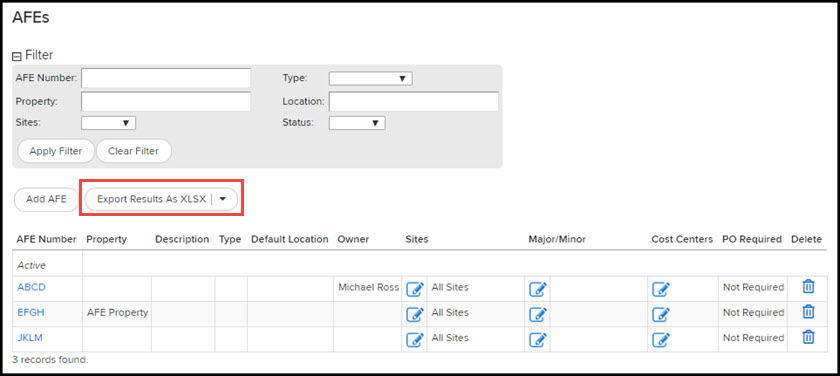 AFEs
Filter
AFE Number: Type:
Property: Location:
Sites: Status:
Apply Filter Clear Filter
Add AFE Export Results As XLSX
AFE Number Property Description Type Default Location Owner Sites Major/Minor Cost Centers PO Required Delete
Active
ABCD Michael Ross All Sites Not Required
EFGH AFE Property All Sites Not Required
JKLM All Sites Not Required
3 records found.